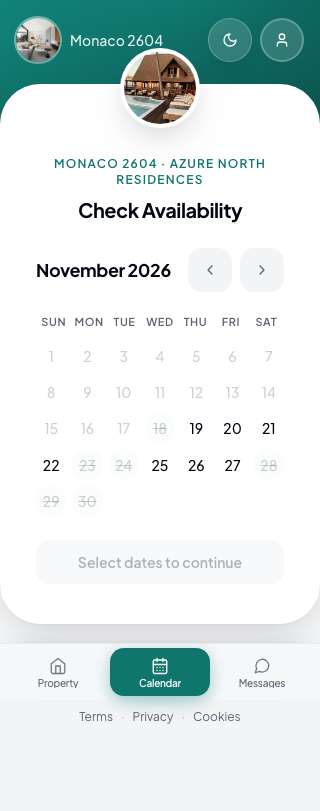 Monaco 2604
MONACO 2604 · AZURE NORTH
RESIDENCES
Check Availability
November 2026
SUN MON TUE WED THU FRI SAT
1 2 3 4 5 6 7
8 9 10 11 12 13 14
15 16 17 18 19 20 21
22 23 24 25 26 27 28
29 30
Select dates to continue
Property Calendar Messages
Terms · Privacy · Cookies